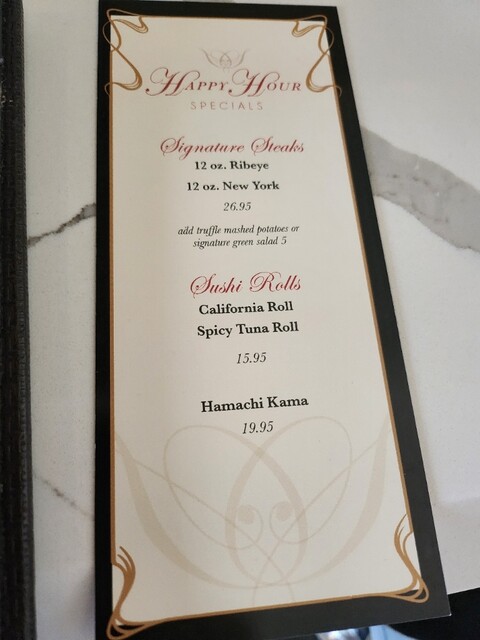 Happy Hour
SPECIALS
Signature Steaks
12 oz. Ribeye
12 oz. New York
26.95
add truffle mashed potatoes or
signature green salad 5
Sushi Rolls
California Roll
Spicy Tuna Roll
15.95
Hamachi Kama
19.95